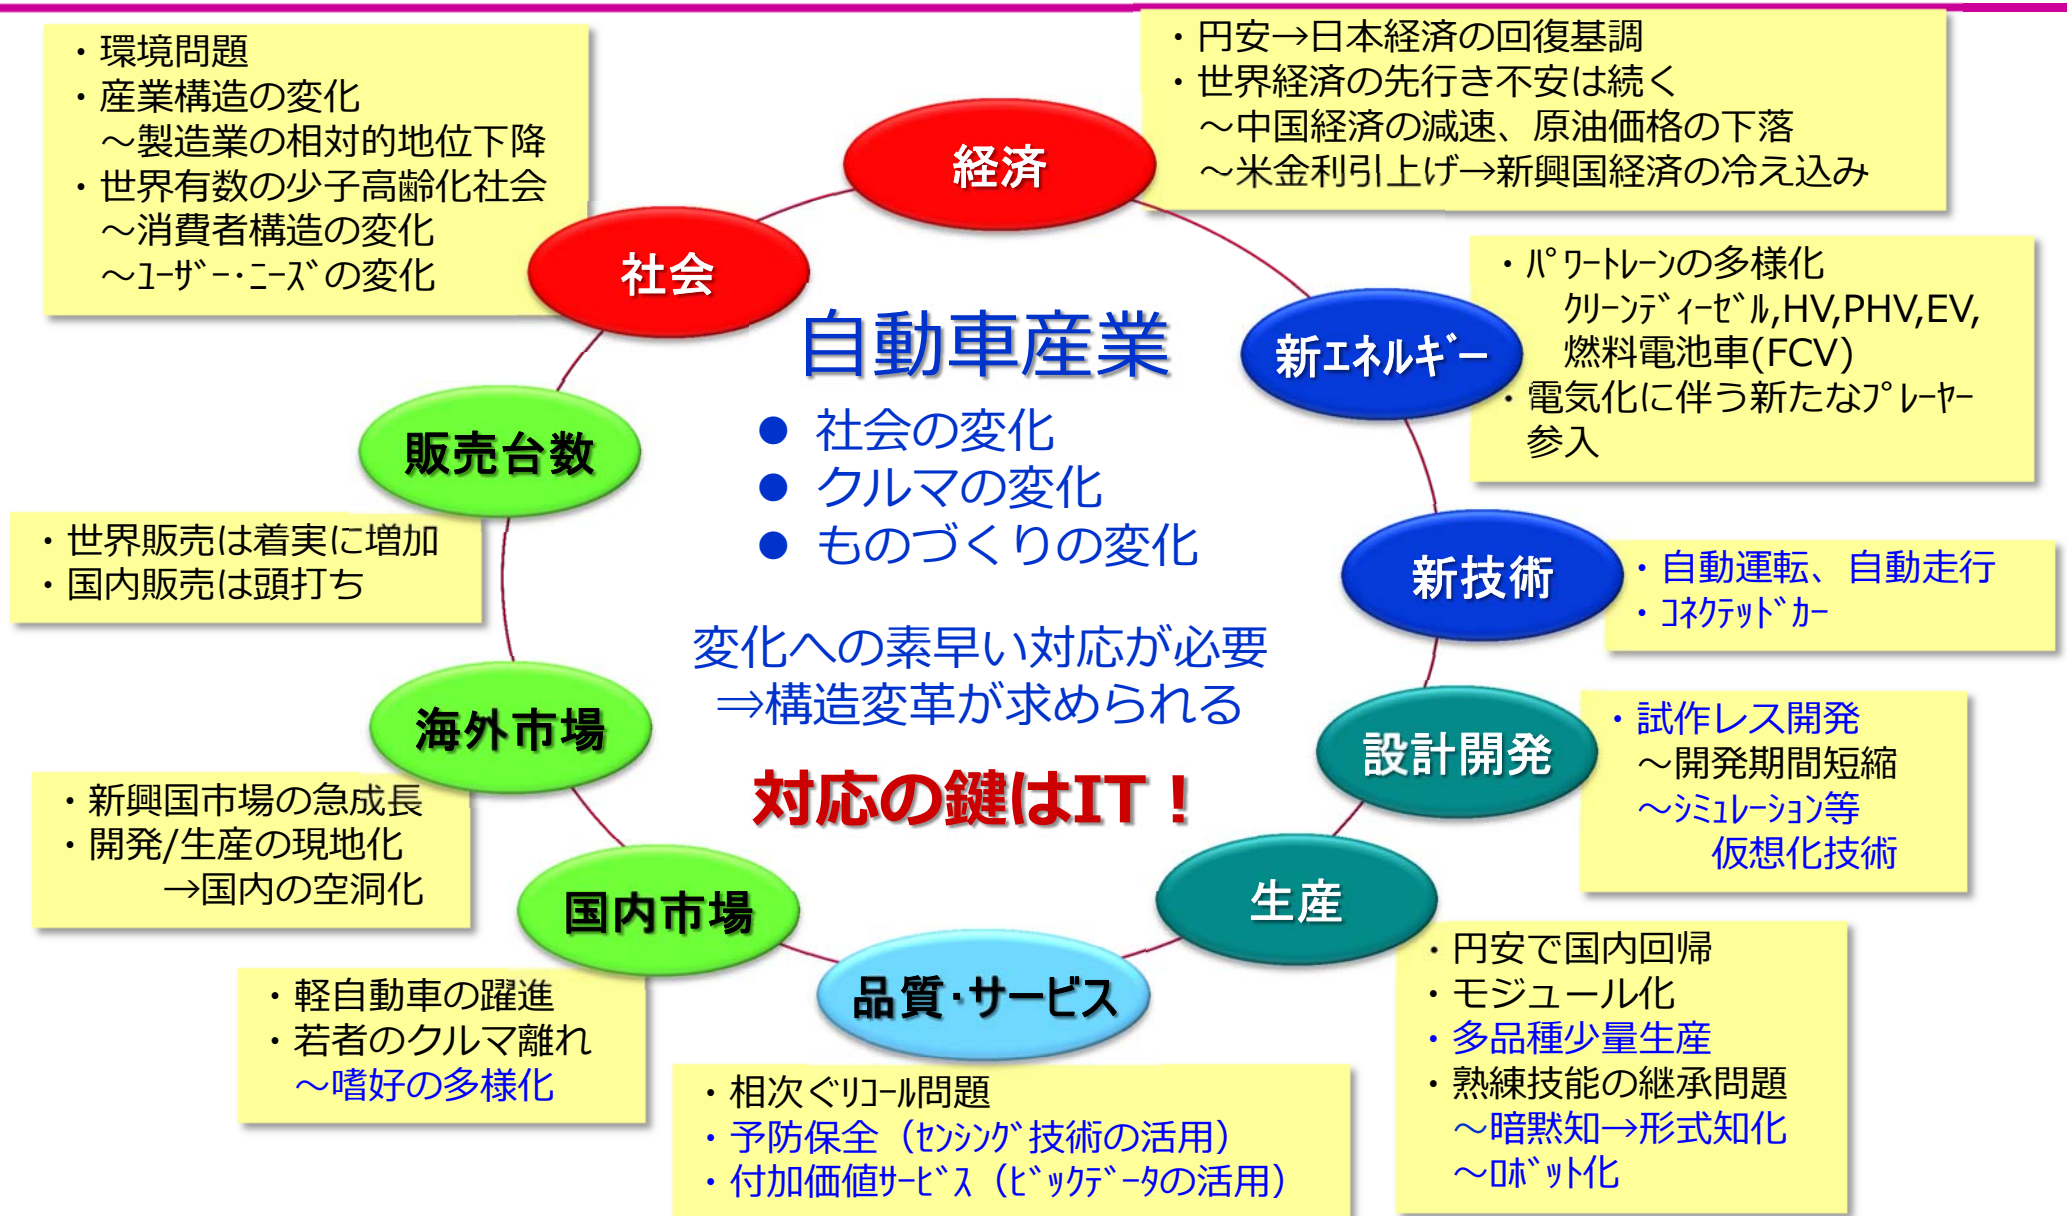 ・環境問題
・産業構造の変化
～製造業の相対的地位下降
・世界有数の少子高齢化社会
～消費者構造の変化
～ﾕｰｻﾞｰ・ﾆｰｽﾞの変化
社会
・円安→日本経済の回復基調
・世界経済の先行き不安は続く
～中国経済の減速、原油価格の下落
～米金利引上げ→新興国経済の冷え込み
経済
・ﾊﾟﾜｰﾄﾚｰﾝの多様化
ｸﾘｰﾝﾃﾞｨｰｾﾞﾙ,HV,PHV,EV,
燃料電池車(FCV)
・電気化に伴う新たなﾌﾟﾚｰﾔｰ
参入
新ｴﾈﾙｷﾞｰ
自動車産業
● 社会の変化
● クルマの変化
● ものづくりの変化
変化への素早い対応が必要
⇒構造変革が求められる
対応の鍵はIT！
販売台数
・世界販売は着実に増加
・国内販売は頭打ち
新技術
・自動運転、自動走行
・ｺﾈｸﾃｯﾄﾞｶｰ
海外市場
・新興国市場の急成長
・開発/生産の現地化
→国内の空洞化
設計開発
・試作レス開発
～開発期間短縮
～ｼﾐｭﾚｰｼｮﾝ等
仮想化技術
国内市場
・軽自動車の躍進
・若者のクルマ離れ
～嗜好の多様化
品質・サービス
・相次ぐﾘｺｰﾙ問題
・予防保全（ｾﾝｼﾝｸﾞ技術の活用）
・付加価値ｻｰﾋﾞｽ（ﾋﾞｯｸﾃﾞｰﾀの活用）
生産
・円安で国内回帰
・モジュール化
・多品種少量生産
・熟練技能の継承問題
～暗黙知→形式知化
～ﾛﾎﾞｯﾄ化